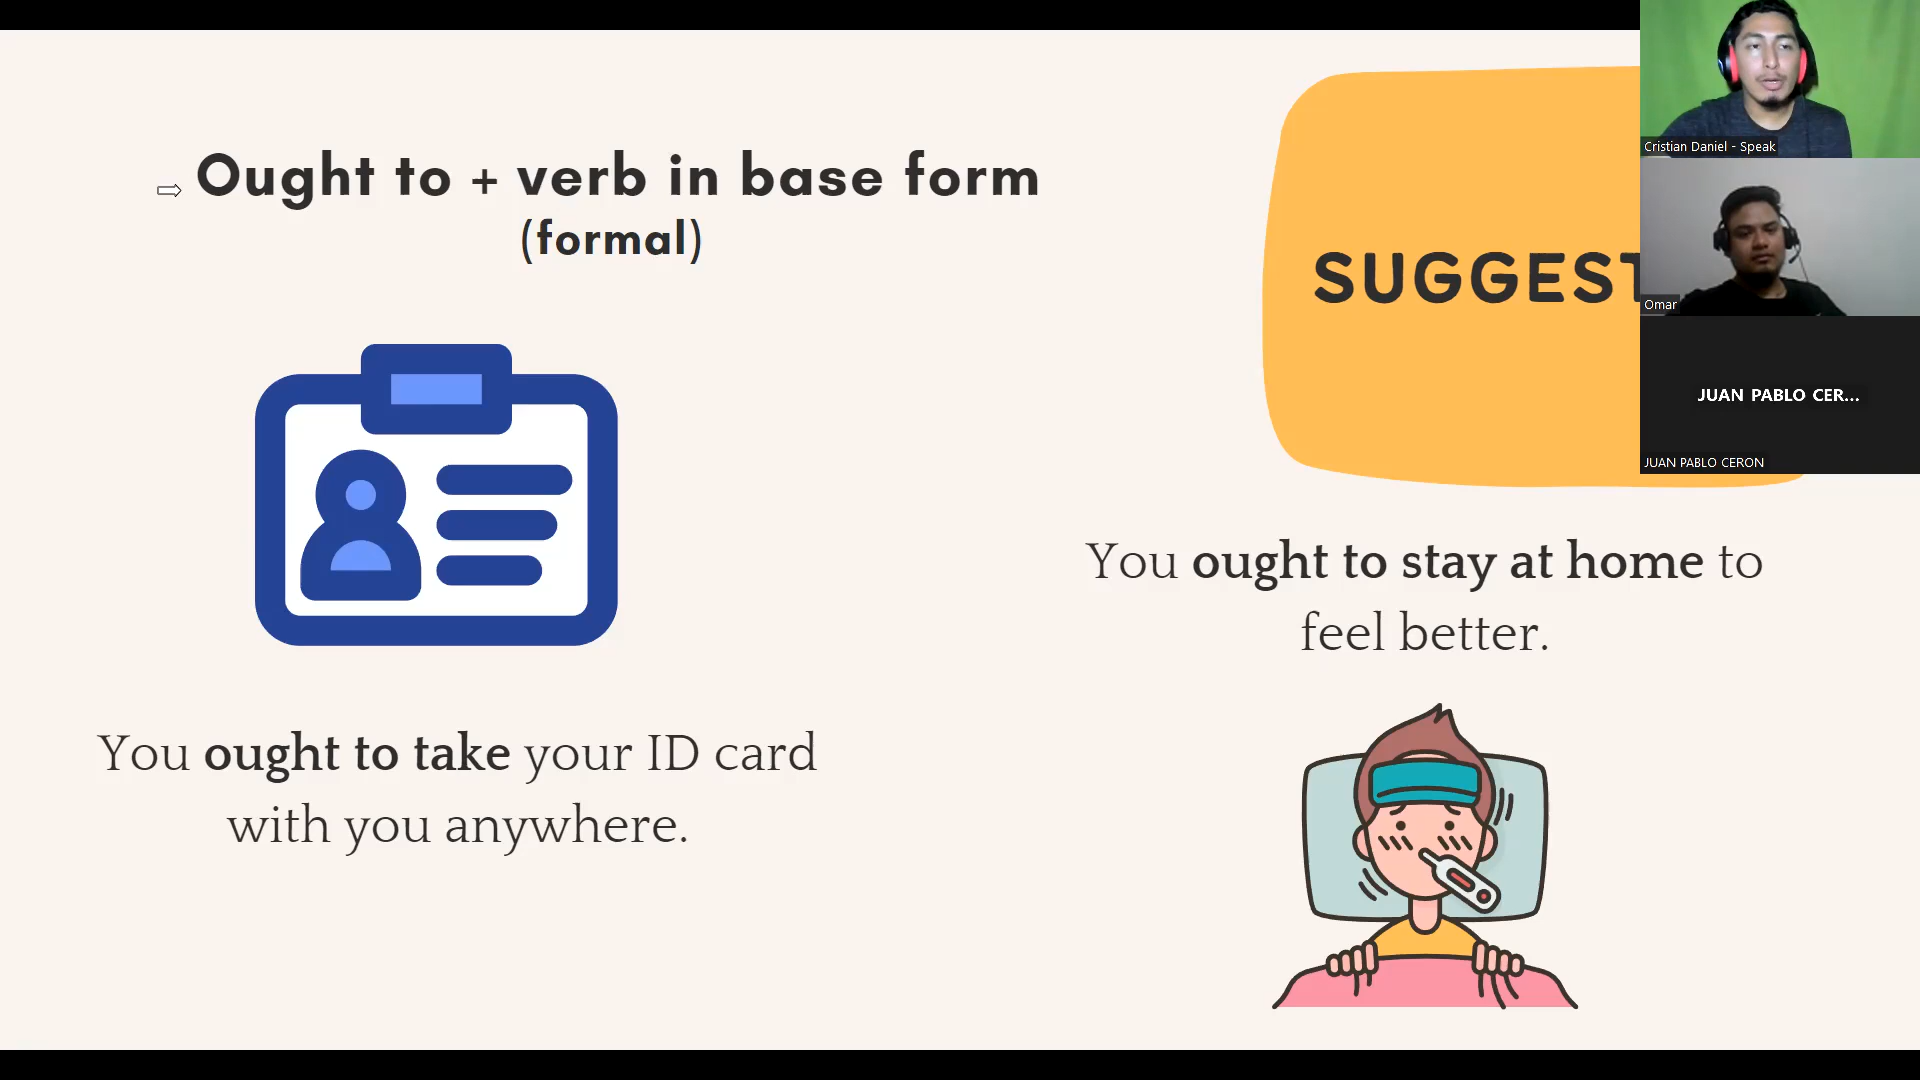 ⇨ Ought to + verb in base form
(formal)
SUGGEST
You ought to take your ID card
with you anywhere.
You ought to stay at home to
feel better.
Cristian Daniel - Speak
Omar
JUAN PABLO CER...
JUAN PABLO CERON